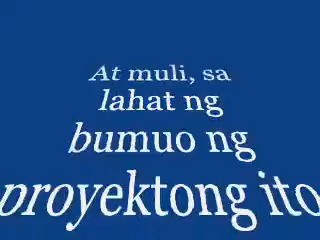 At muli, sa
lahat ng
bumuo ng
proyektong ito